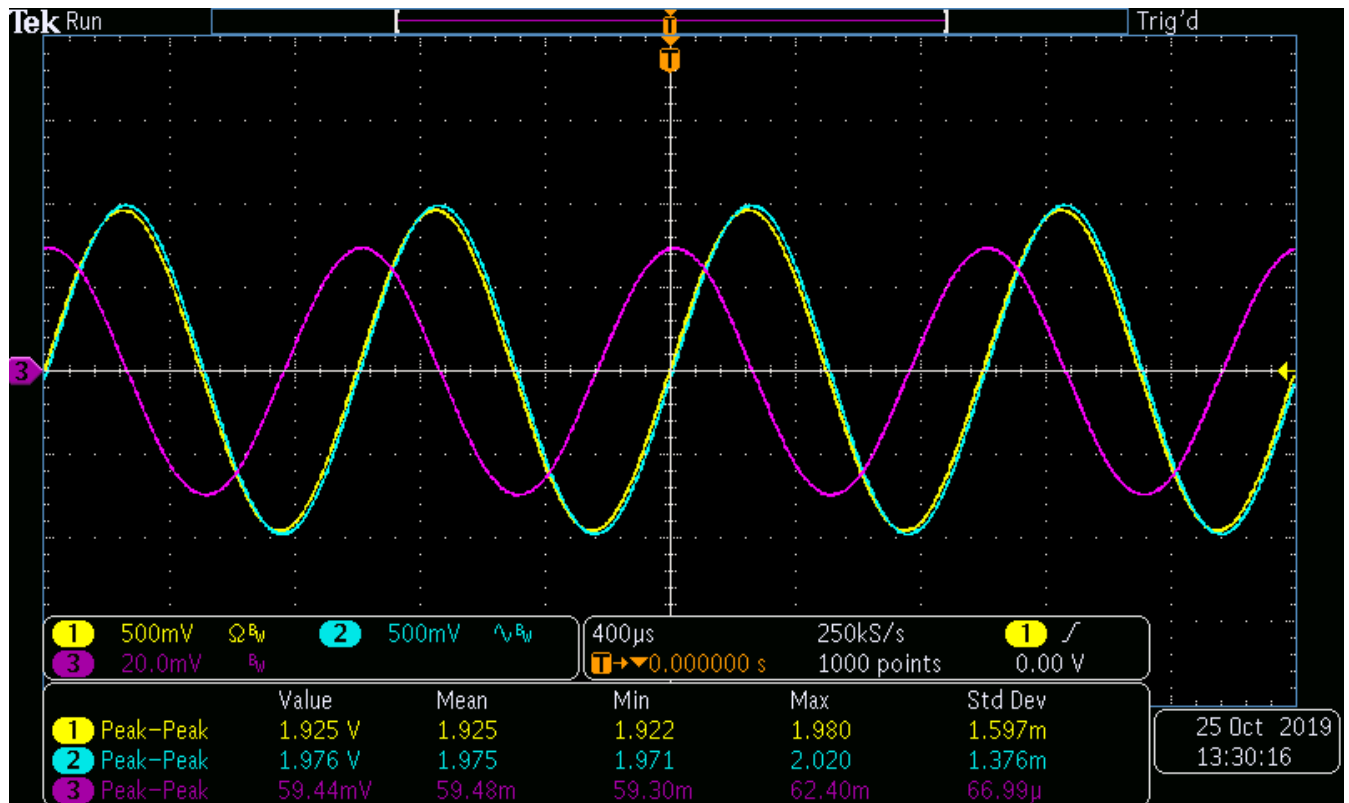 Tek Run Trig'd
T
T
3
1 500mV ΩBW 2 500mV ∿BW 400µs 250kS/s 1 ∫
3 20.0mV BW T→▼0.000000 s 1000 points 0.00 V
Value Mean Min Max Std Dev
1 Peak−Peak 1.925 V 1.925 1.922 1.980 1.597m
2 Peak−Peak 1.976 V 1.975 1.971 2.020 1.376m
3 Peak−Peak 59.44mV 59.48m 59.30m 62.40m 66.99µ
25 Oct 2019
13:30:16